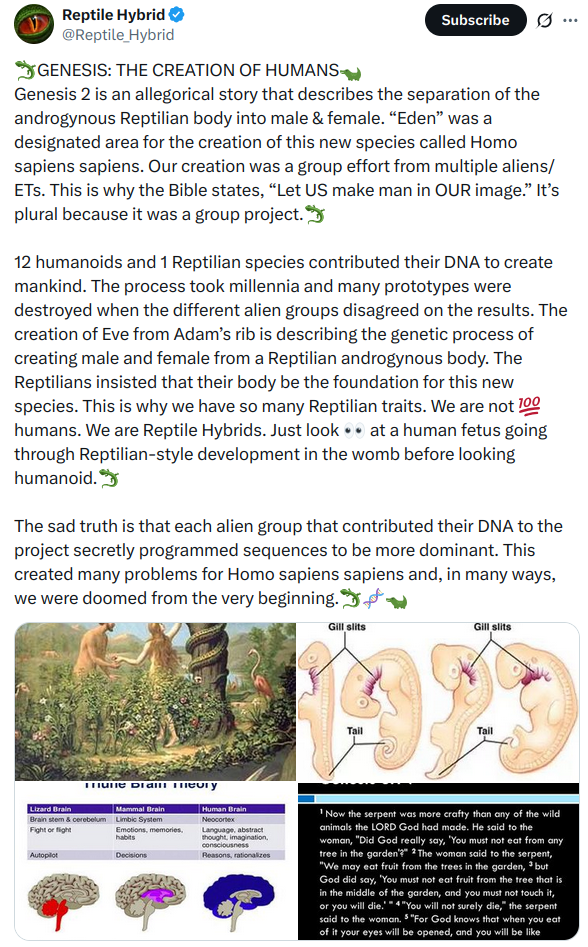 Reptile Hybrid
@Reptile_Hybrid
Subscribe
🦎GENESIS: THE CREATION OF HUMANS🐊
Genesis 2 is an allegorical story that describes the separation of the
androgynous Reptilian body into male & female. “Eden” was a
designated area for the creation of this new species called Homo
sapiens sapiens. Our creation was a group effort from multiple aliens/
ETs. This is why the Bible states, “Let US make man in OUR image.” It’s
plural because it was a group project.🦎
12 humanoids and 1 Reptilian species contributed their DNA to create
mankind. The process took millennia and many prototypes were
destroyed when the different alien groups disagreed on the results. The
creation of Eve from Adam’s rib is describing the genetic process of
creating male and female from a Reptilian androgynous body. The
Reptilians insisted that their body be the foundation for this new
species. This is why we have so many Reptilian traits. We are not 💯
humans. We are Reptile Hybrids. Just look 👀 at a human fetus going
through Reptilian-style development in the womb before looking
humanoid.🦎
The sad truth is that each alien group that contributed their DNA to the
project secretly programmed sequences to be more dominant. This
created many problems for Homo sapiens sapiens and, in many ways,
we were doomed from the very beginning.🦎🧬🐊
Gill slits
Gill slits
Tail
Tail
Triune Brain Theory
Lizard Brain Mammal Brain Human Brain
Brain stem & cerebelum Limbic System Neocortex
Fight or flight Emotions, memories, habits Language, abstract thought, imagination, consciousness
Autopilot Decisions Reasons, rationalizes
1 Now the serpent was more crafty than any of the wild
animals the LORD God had made. He said to the
woman, "Did God really say, 'You must not eat from any
tree in the garden'?" 2 The woman said to the serpent,
"We may eat fruit from the trees in the garden, 3 but
God did say, 'You must not eat fruit from the tree that is
in the middle of the garden, and you must not touch it,
or you will die.' " 4 "You will not surely die," the serpent
said to the woman. 5 "For God knows that when you eat
of it your eyes will be opened, and you will be like